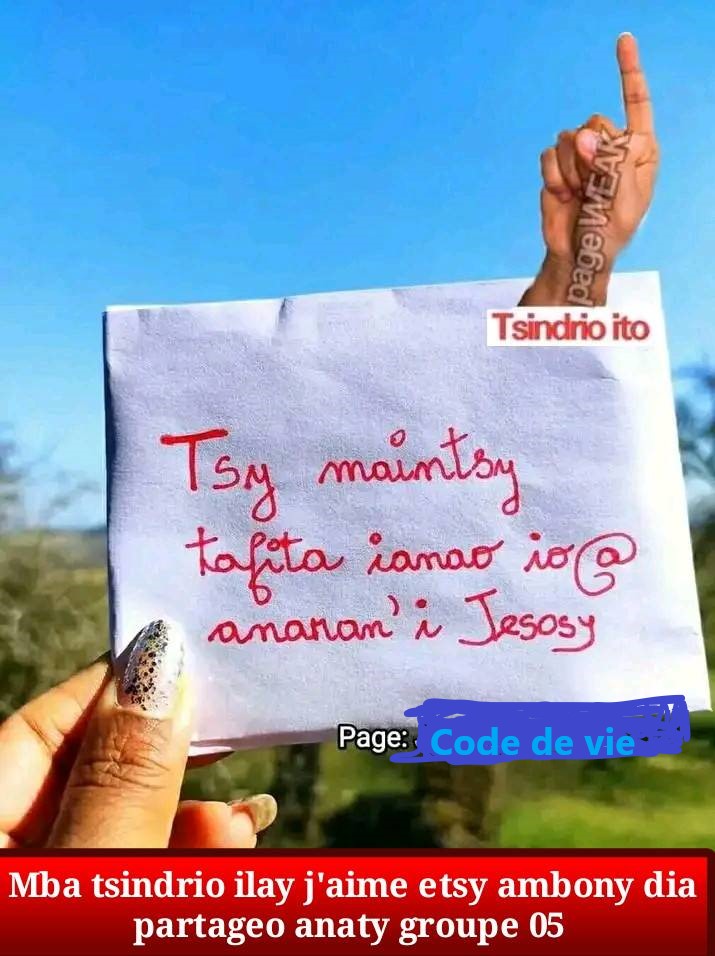 page WEAK
Tsindrio ito
Tsy maintsy
tafita ianao io@
anaran'i Jesosy
Page:
Code de vie
Mba tsindrio ilay j'aime etsy ambony dia
partageo anaty groupe 05